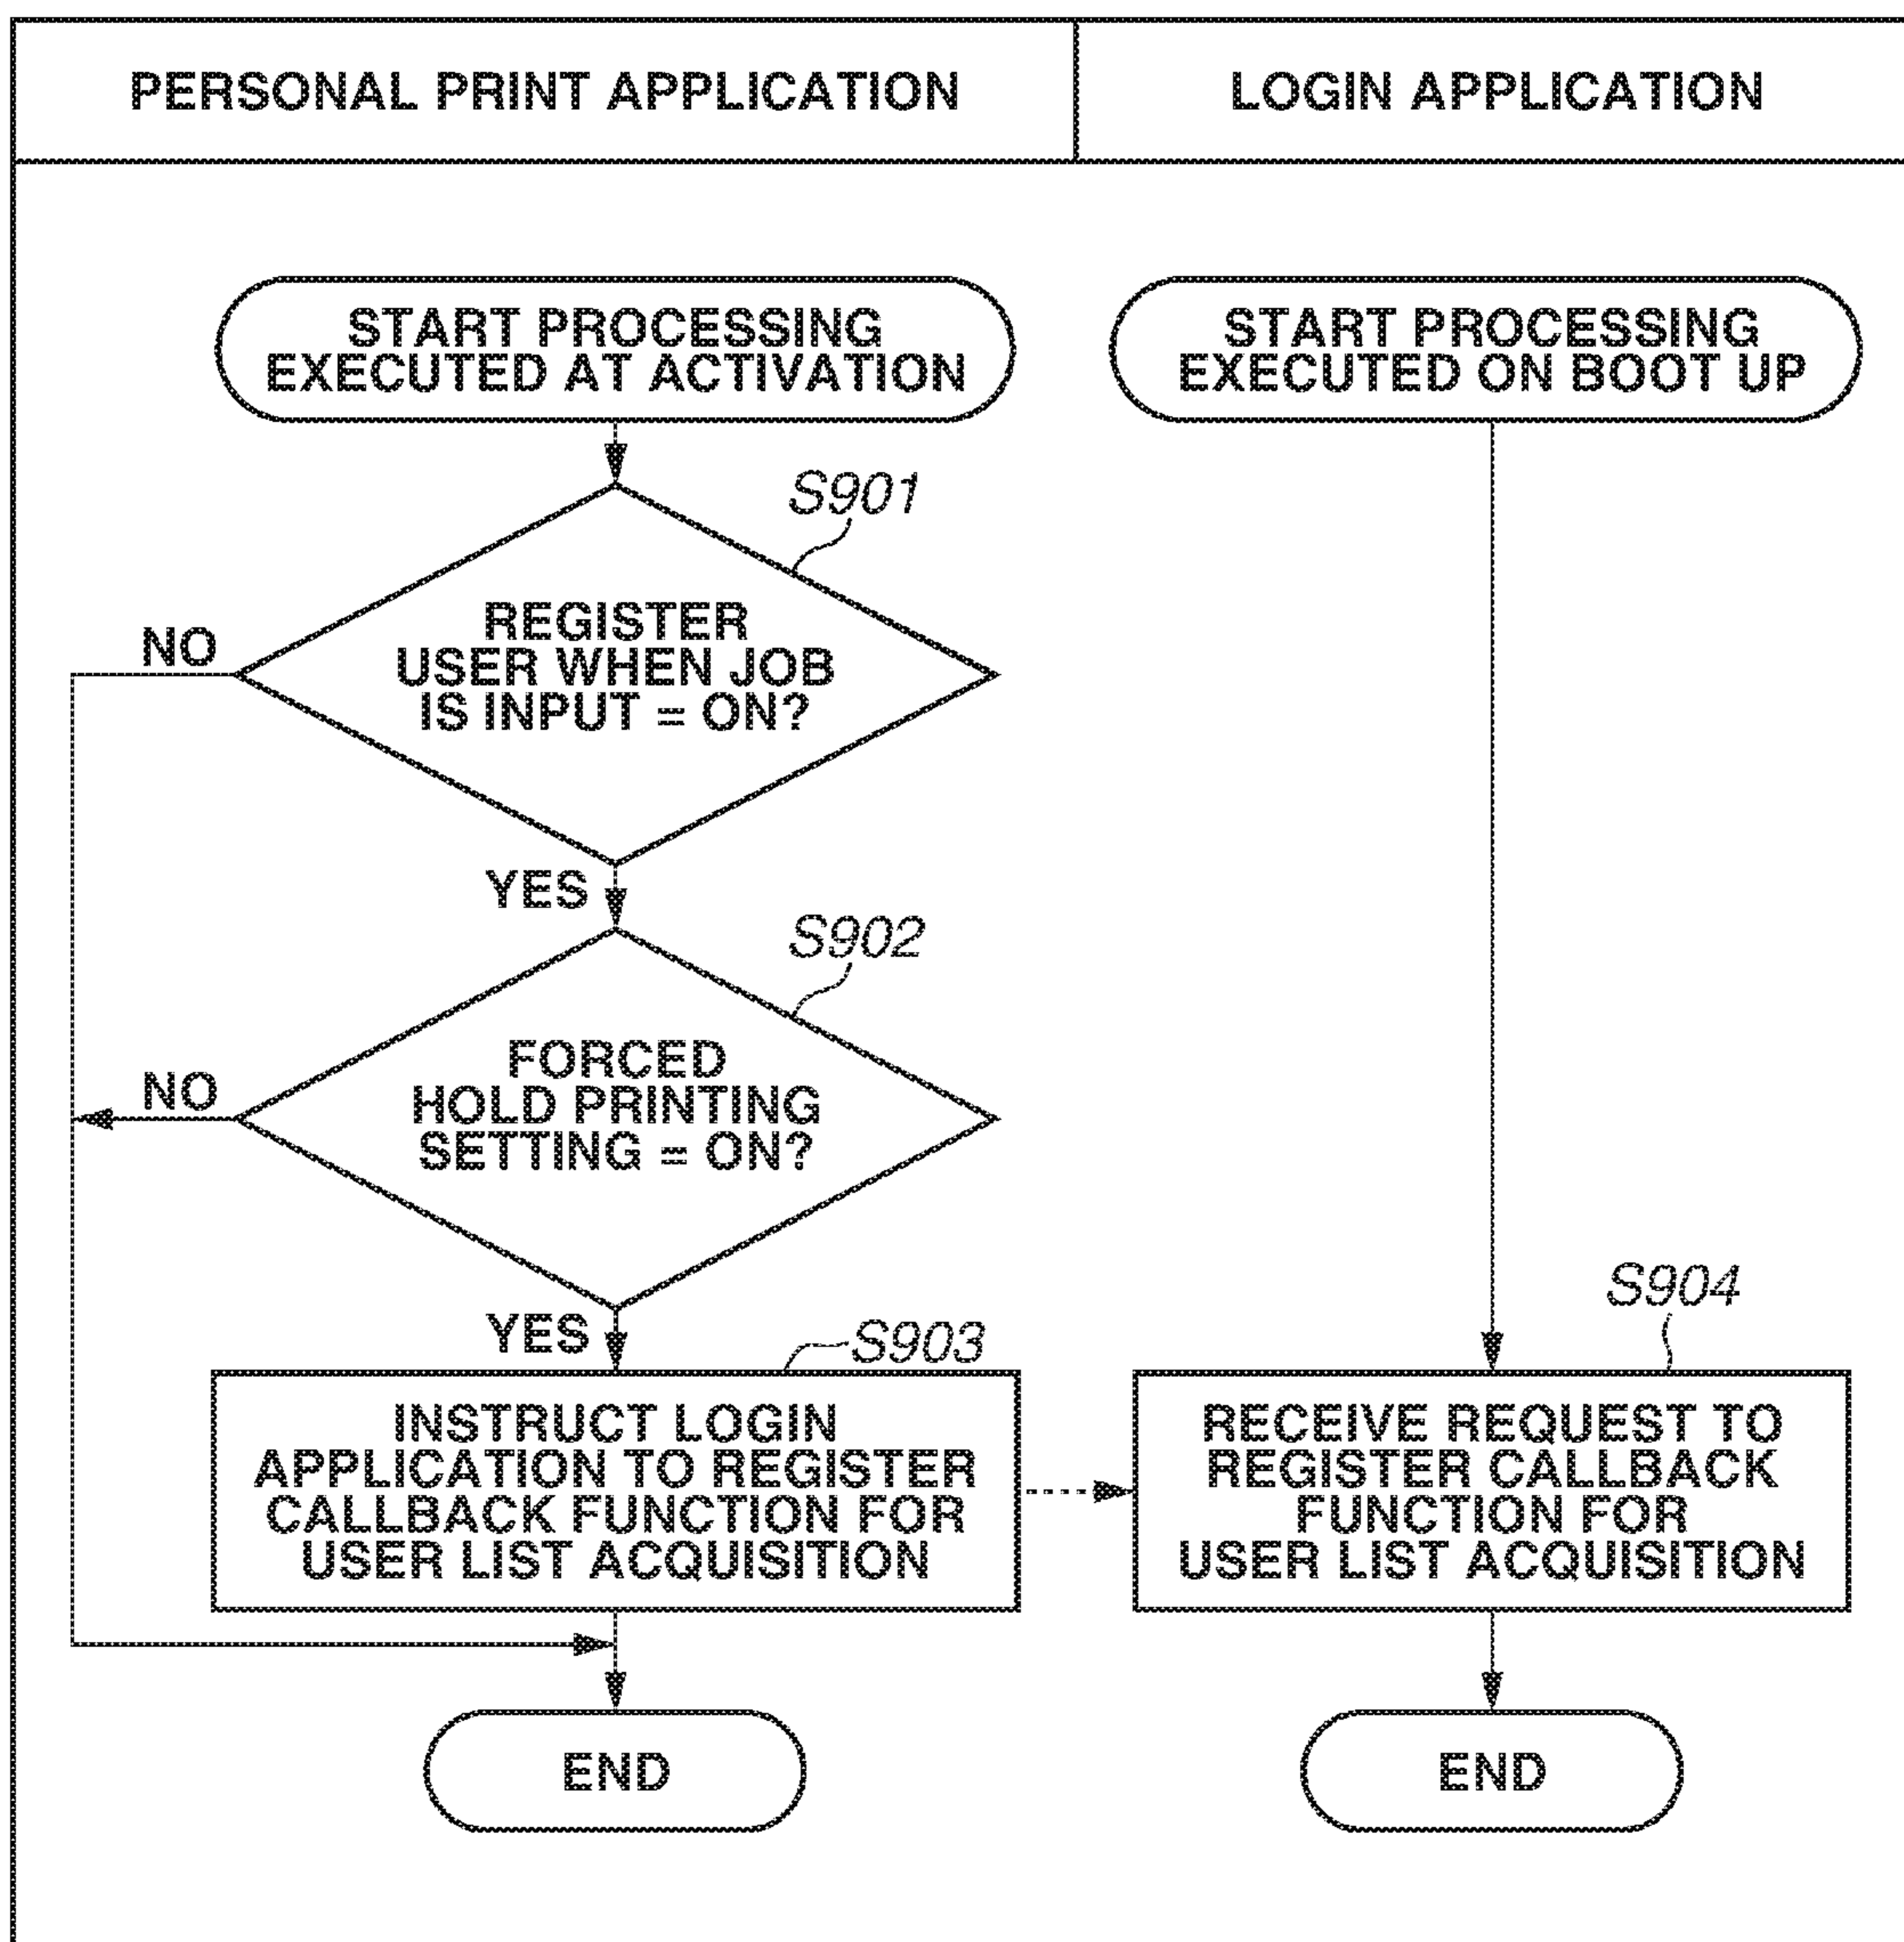 PERSONAL PRINT APPLICATION
LOGIN APPLICATION
START PROCESSING
EXECUTED AT ACTIVATION
START PROCESSING
EXECUTED ON BOOT UP
S901
REGISTER
USER WHEN JOB
IS INPUT = ON?
NO
YES
S902
FORCED
HOLD PRINTING
SETTING = ON?
NO
YES
S903
INSTRUCT LOGIN
APPLICATION TO REGISTER
CALLBACK FUNCTION FOR
USER LIST ACQUISITION
S904
RECEIVE REQUEST TO
REGISTER CALLBACK
FUNCTION FOR
USER LIST ACQUISITION
END
END